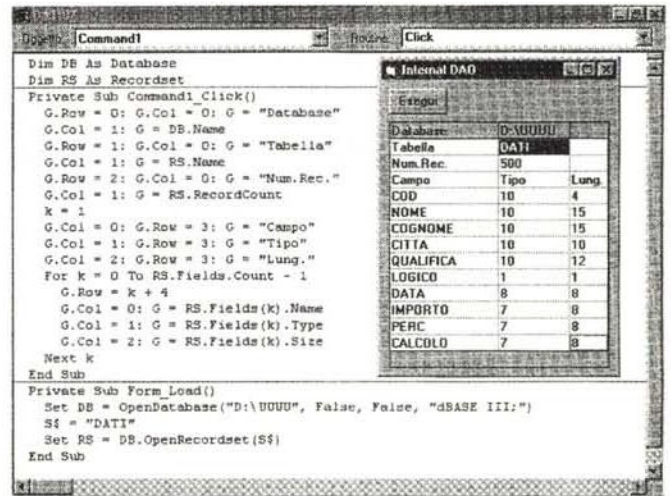 Command1
Click
Dim DB As Database
Dim RS As Recordset
Private Sub Command1_Click()
G.Row = 0: G.Col = 0: G = "Database"
G.Col = 1: G = DB.Name
G.Row = 1: G.Col = 0: G = "Tabella"
G.Col = 1: G = RS.Name
G.Row = 2: G.Col = 0: G = "Num.Rec."
G.Col = 1: G = RS.RecordCount
k = 1
G.Col = 0: G.Row = 3: G = "Campo"
G.Col = 1: G.Row = 3: G = "Tipo"
G.Col = 2: G.Row = 3: G = "Lung."
For k = 0 To RS.Fields.Count - 1
G.Row = k + 4
G.Col = 0: G = RS.Fields(k).Name
G.Col = 1: G = RS.Fields(k).Type
G.Col = 2: G = RS.Fields(k).Size
Next k
End Sub
Private Sub Form_Load()
Set DB = OpenDatabase("D:\UUUU", False, False, "dBASE III;")
S$ = "DATI"
Set RS = DB.OpenRecordset(S$)
End Sub
Internal DAO
Esegui
Database D:\UUUU
Tabella DATI
Num.Rec. 500
Campo Tipo Lung.
COD 10 4
NOME 10 15
COGNOME 10 15
CITTA 10 10
QUALIFICA 10 12
LOGICO 1 1
DATA 8 8
IMPORTO 7 8
PERC 7 8
CALCOLO 7 8